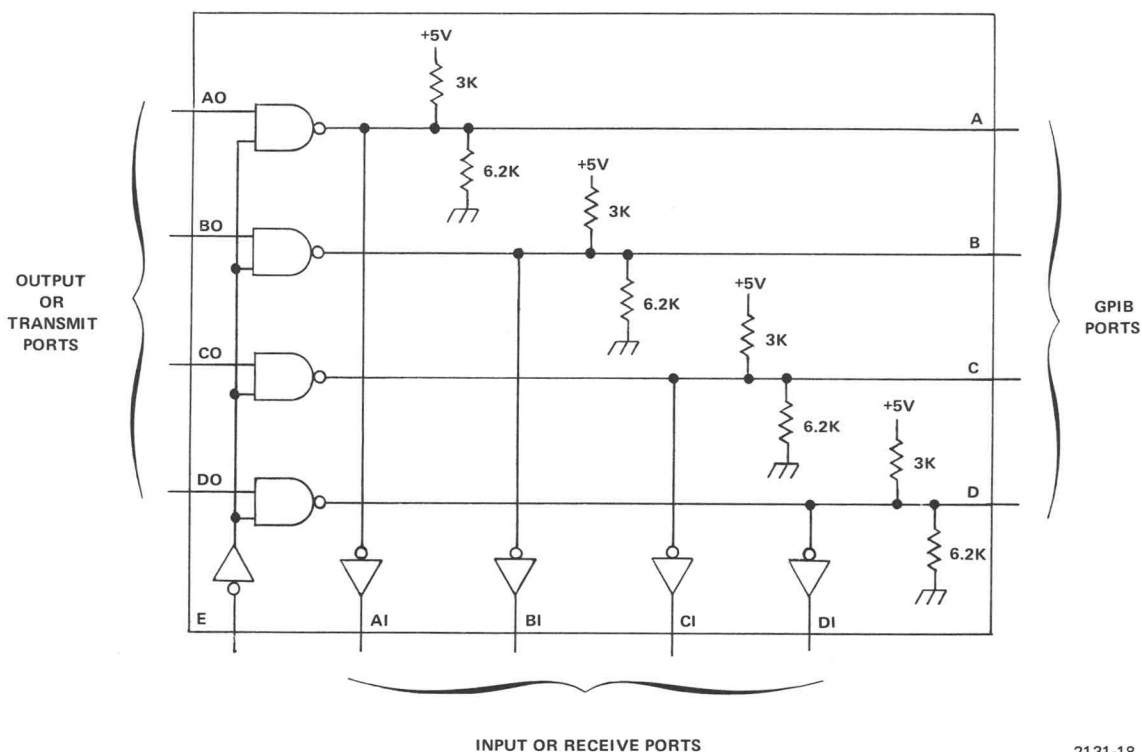 +5V
3K
AO
A
6.2K
+5V
3K
BO
B
6.2K
+5V
3K
CO
C
6.2K
+5V
3K
DO
D
6.2K
OUTPUT
OR
TRANSMIT
PORTS
GPIB
PORTS
E
AI
BI
CI
DI
INPUT OR RECEIVE PORTS
2131-18